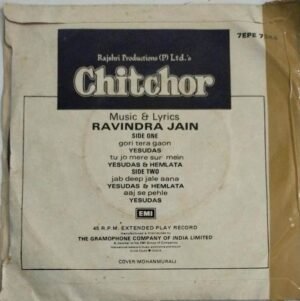 7EPE
Rajshri Productions (P) Ltd.'s
Chitchor
Music & Lyrics
RAVINDRA JAIN
SIDE ONE
gori tera gaon
YESUDAS
tu jo mere sur mein
YESUDAS & HEMLATA
SIDE TWO
jab deep jale aana
YESUDAS & HEMLATA
aaj se pehle
YESUDAS
EMI
45 R.P.M. EXTENDED PLAY RECORD
THE GRAMOPHONE COMPANY OF INDIA LIMITED
COVER MOHANMURALI